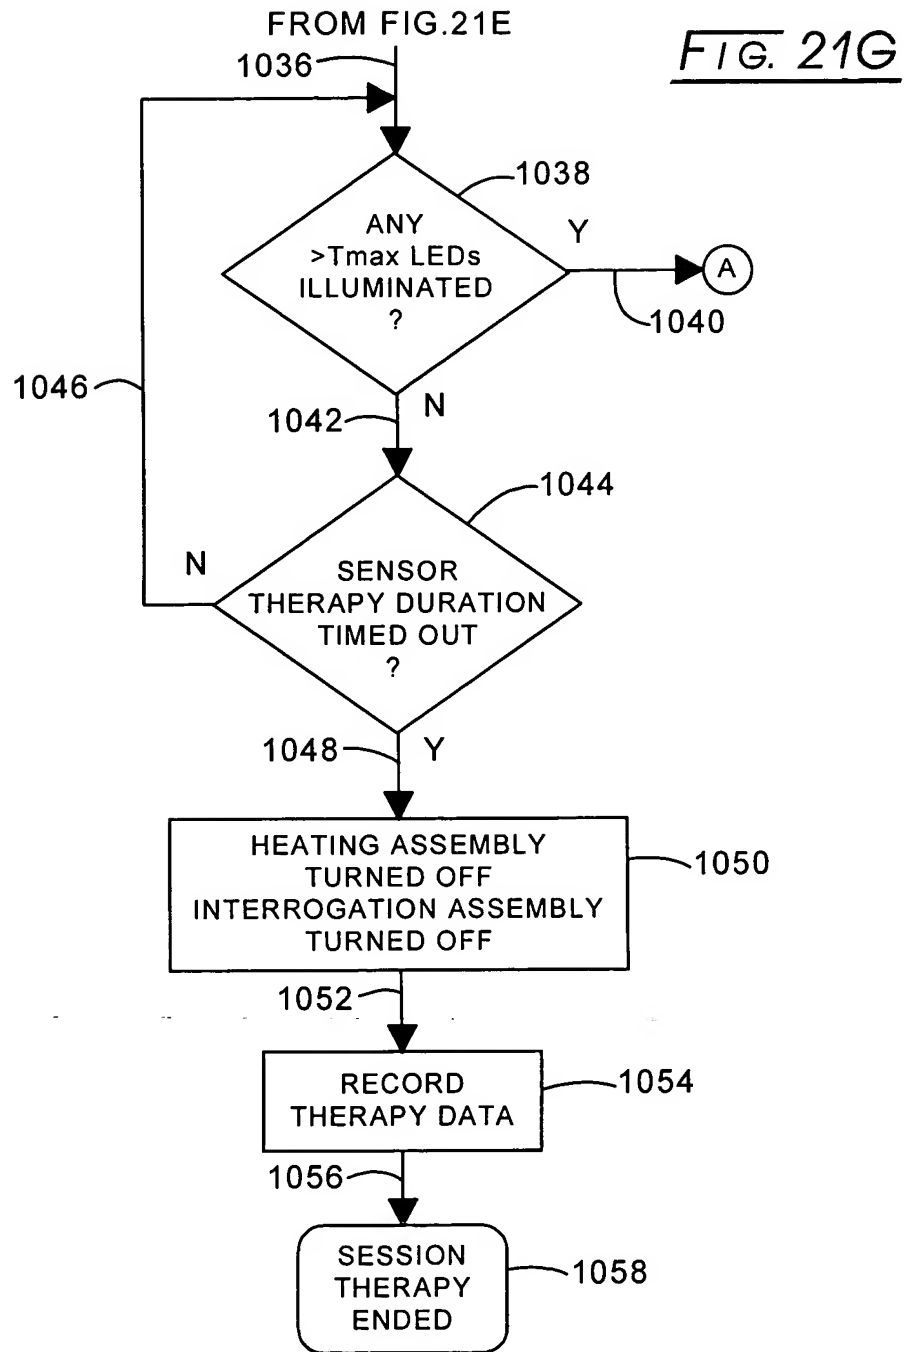 FROM FIG.21E
FIG. 21G
1036
1038
ANY
>Tmax LEDs
ILLUMINATED
?
Y
A
1040
1046
1042
N
1044
N
SENSOR
THERAPY DURATION
TIMED OUT
?
1048
Y
HEATING ASSEMBLY
TURNED OFF
INTERROGATION ASSEMBLY
TURNED OFF
1050
1052
RECORD
THERAPY DATA
1054
1056
SESSION
THERAPY
ENDED
1058